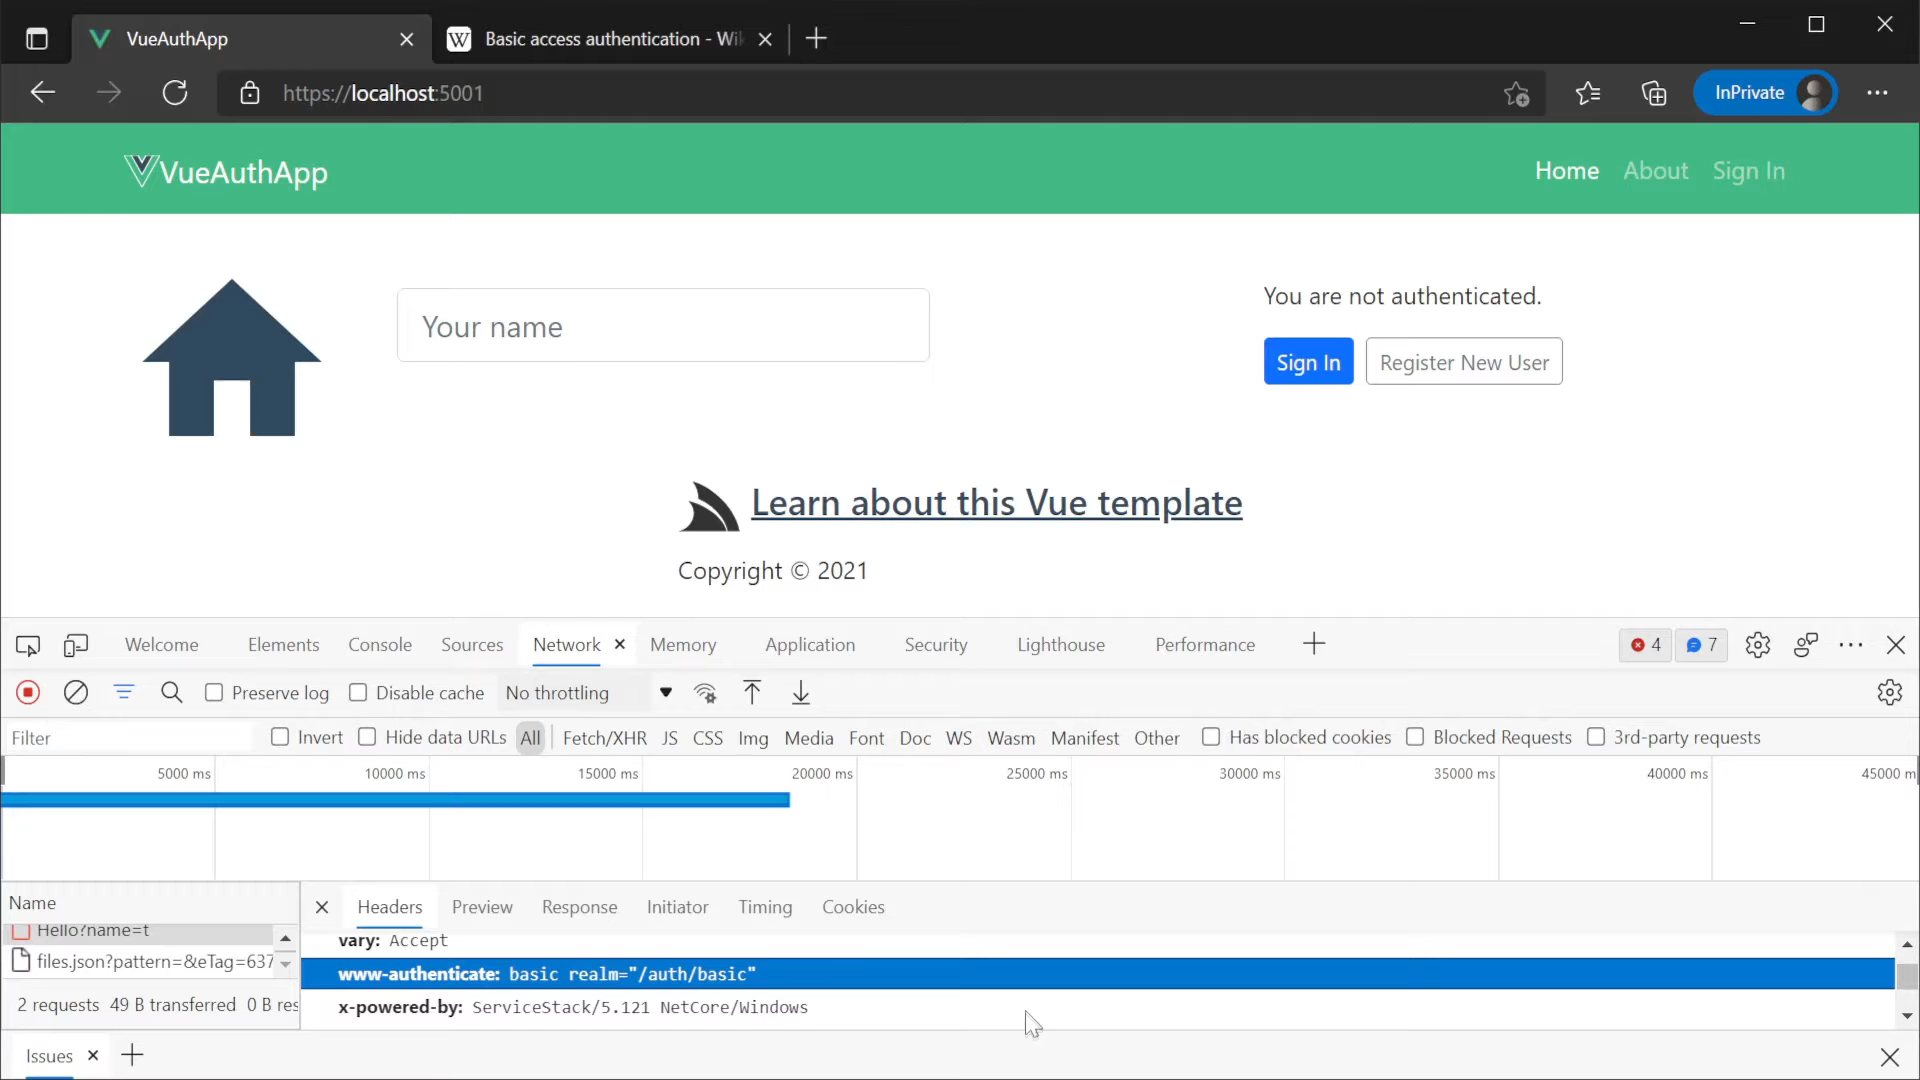 VueAuthApp
Basic access authentication - Wi
https://localhost:5001
InPrivate
VueAuthApp
Home About Sign In
Your name
You are not authenticated.
Sign In Register New User
Learn about this Vue template
Copyright © 2021
Welcome Elements Console Sources Network Memory Application Security Lighthouse Performance 4 7
Preserve log Disable cache No throttling
Filter Invert Hide data URLs All Fetch/XHR JS CSS Img Media Font Doc WS Wasm Manifest Other Has blocked cookies Blocked Requests 3rd-party requests
5000 ms 10000 ms 15000 ms 20000 ms 25000 ms 30000 ms 35000 ms 40000 ms 45000 m
Name
Headers Preview Response Initiator Timing Cookies
Hello?name=t
vary: Accept
files.json?pattern=&eTag=637
www-authenticate: basic realm="/auth/basic"
2 requests 49 B transferred 0 B res
x-powered-by: ServiceStack/5.121 NetCore/Windows
Issues